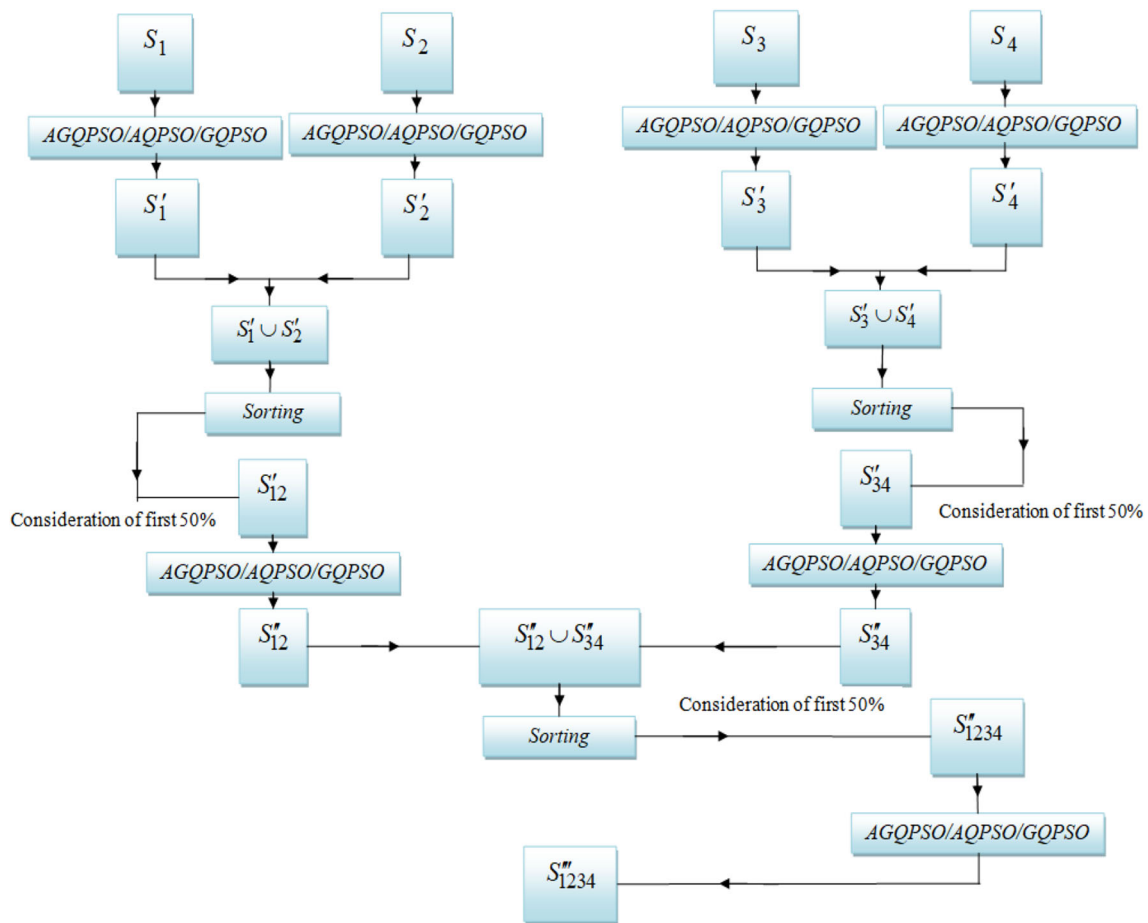 S₁
S₂
S₃
S₄
AGQPSO/AQPSO/GQPSO
AGQPSO/AQPSO/GQPSO
AGQPSO/AQPSO/GQPSO
AGQPSO/AQPSO/GQPSO
S′₁
S′₂
S′₃
S′₄
S′₁ ∪ S′₂
S′₃ ∪ S′₄
Sorting
Sorting
S′₁₂
S′₃₄
Consideration of first 50%
Consideration of first 50%
AGQPSO/AQPSO/GQPSO
AGQPSO/AQPSO/GQPSO
S″₁₂
S″₁₂ ∪ S″₃₄
S″₃₄
Consideration of first 50%
Sorting
S″₁₂₃₄
AGQPSO/AQPSO/GQPSO
S‴₁₂₃₄